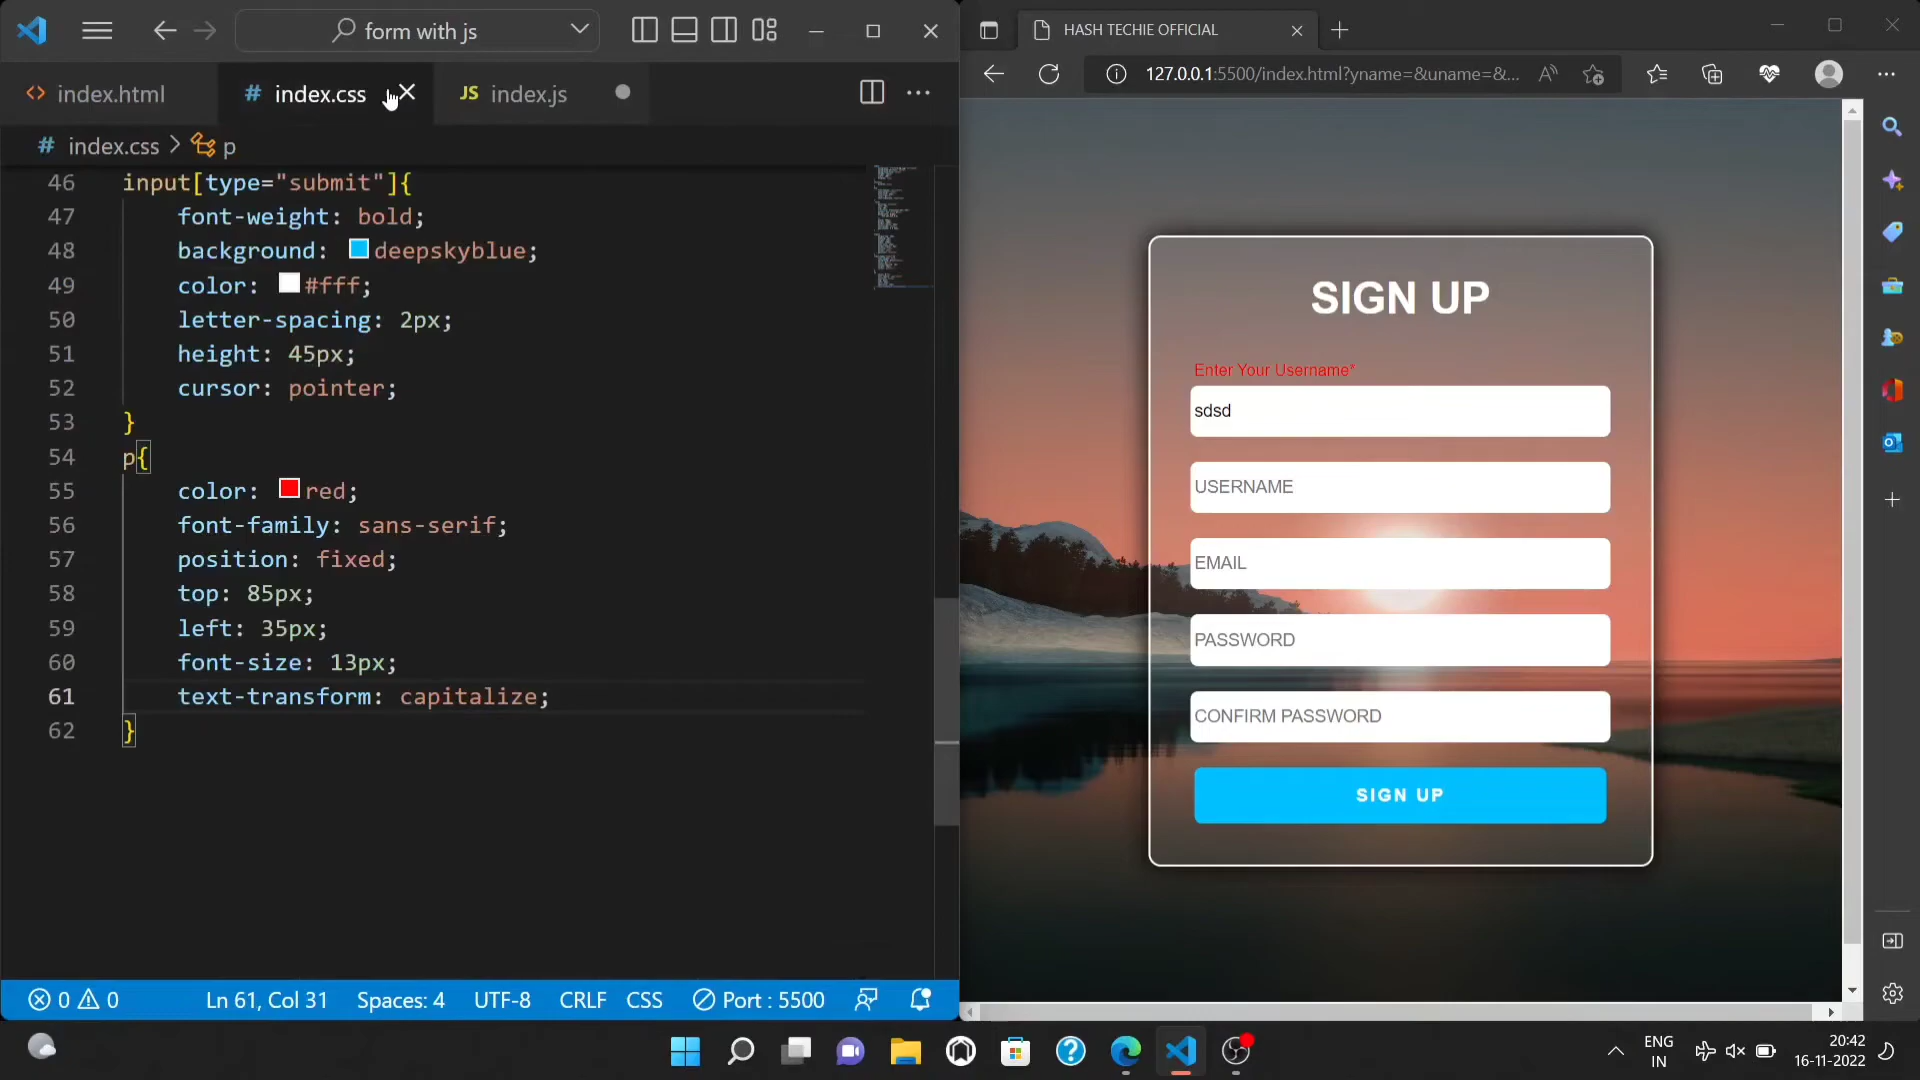 form with js
index.html
# index.css
JS index.js
# index.css > p
46 input[type="submit"]{
47 font-weight: bold;
48 background: deepskyblue;
49 color: #fff;
50 letter-spacing: 2px;
51 height: 45px;
52 cursor: pointer;
53 }
54 p{
55 color: red;
56 font-family: sans-serif;
57 position: fixed;
58 top: 85px;
59 left: 35px;
60 font-size: 13px;
61 text-transform: capitalize;
62 }
0 0 Ln 61, Col 31 Spaces: 4 UTF-8 CRLF CSS Port : 5500
HASH TECHIE OFFICIAL
127.0.0.1:5500/index.html?yname=&uname=&...
SIGN UP
Enter Your Username*
sdsd
USERNAME
EMAIL
PASSWORD
CONFIRM PASSWORD
SIGN UP
ENG
IN
20:42
16-11-2022